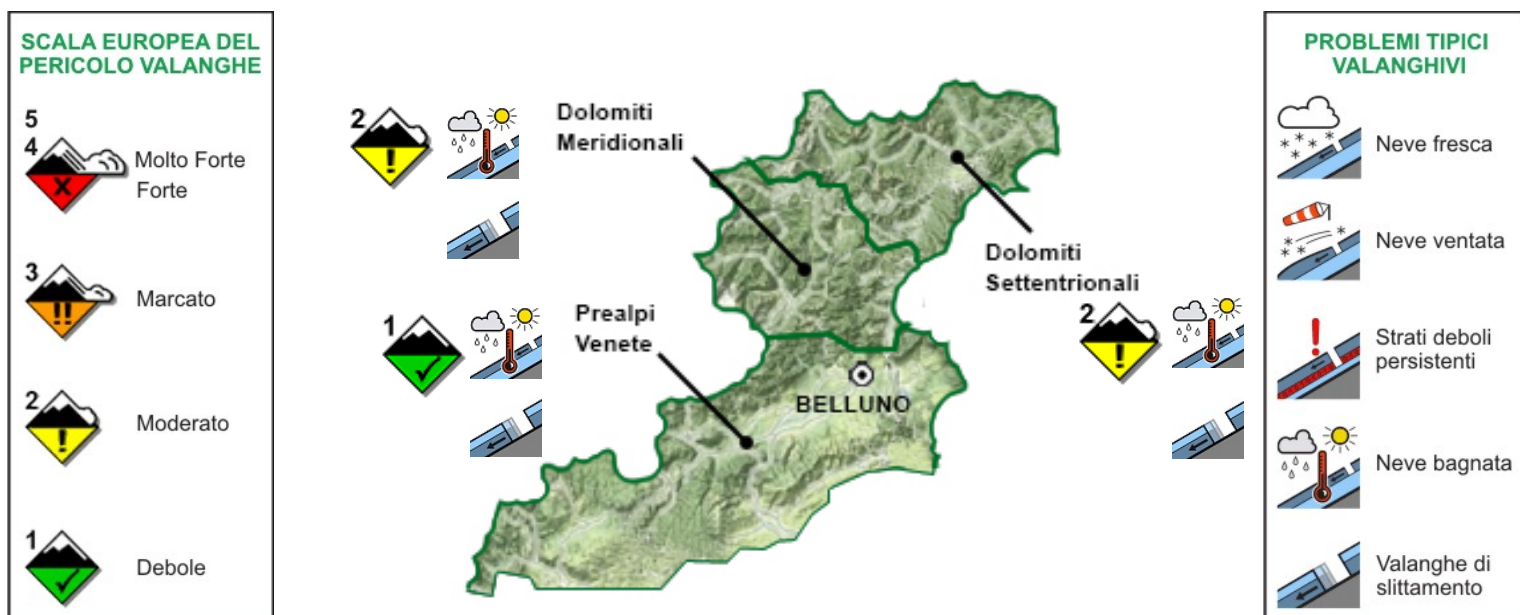 SCALA EUROPEA DEL
PERICOLO VALANGHE
5
4
Molto Forte
Forte
3
Marcato
2
Moderato
1
Debole
2
Dolomiti
Meridionali
Dolomiti
Settentrionali
2
1
Prealpi
Venete
BELLUNO
PROBLEMI TIPICI
VALANGHIVI
Neve fresca
Neve ventata
Strati deboli
persistenti
Neve bagnata
Valanghe di
slittamento